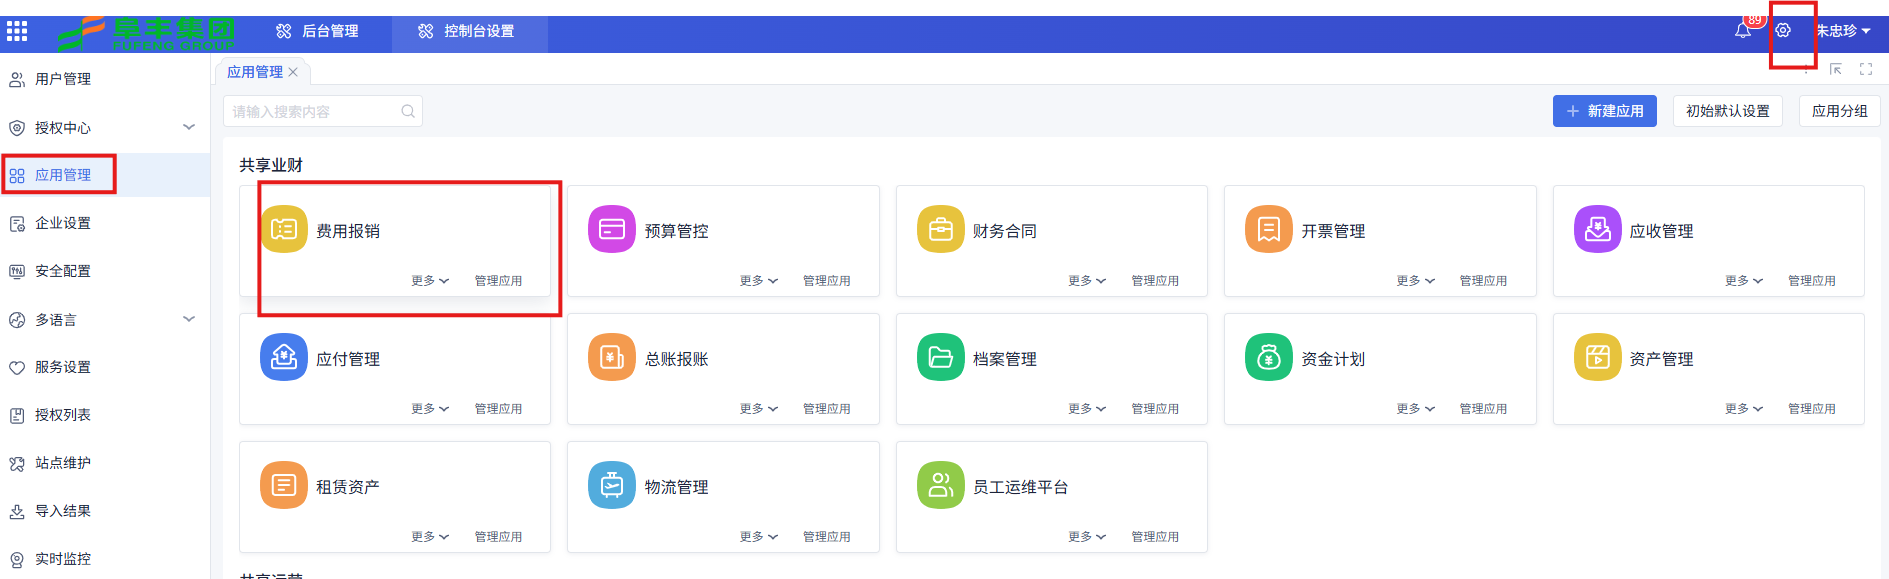 阜丰集团
FUFENG GROUP
后台管理
控制台设置
89
朱忠珍
用户管理
授权中心
应用管理
企业设置
安全配置
多语言
服务设置
授权列表
站点维护
导入结果
实时监控
应用管理
请输入搜索内容
新建应用
初始默认设置
应用分组
共享业财
费用报销
更多 管理应用
预算管控
更多 管理应用
财务合同
更多 管理应用
开票管理
更多 管理应用
应收管理
更多 管理应用
应付管理
更多 管理应用
总账报账
更多 管理应用
档案管理
更多 管理应用
资金计划
更多 管理应用
资产管理
更多 管理应用
租赁资产
更多 管理应用
物流管理
更多 管理应用
员工运维平台
更多 管理应用
共享运营